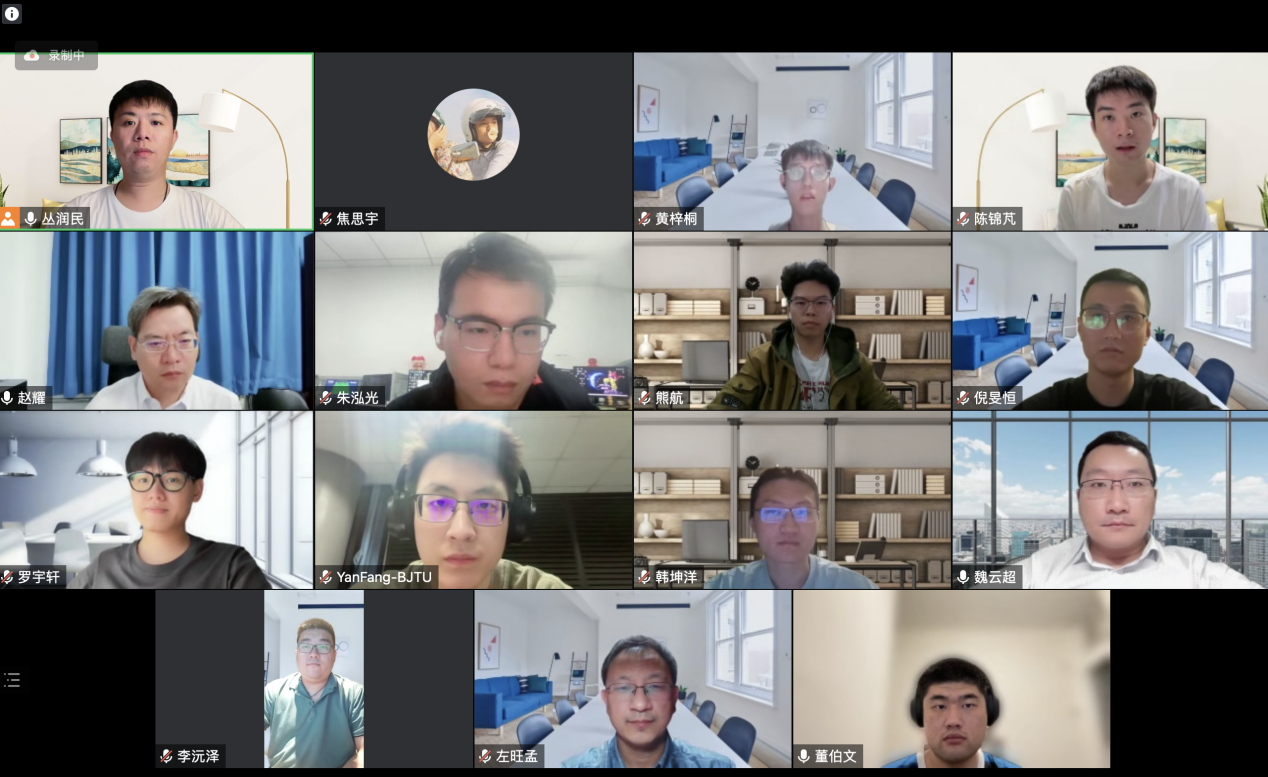 录制中
丛润民
焦思宇
黄梓桐
陈锦芃
赵耀
朱泓光
熊航
倪旻恒
罗宇轩
YanFang-BJTU
韩坤洋
魏云超
李沅泽
左旺孟
董伯文